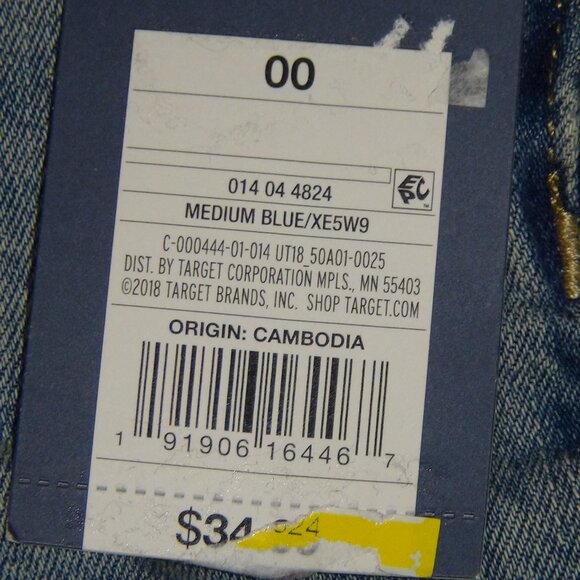 00
014 04 4824
EPC
MEDIUM BLUE/XE5W9
C-000444-01-014 UT18_50A01-0025
DIST. BY TARGET CORPORATION MPLS., MN 55403
©2018 TARGET BRANDS, INC. SHOP TARGET.COM
ORIGIN: CAMBODIA
1 91906 16446 7
$34